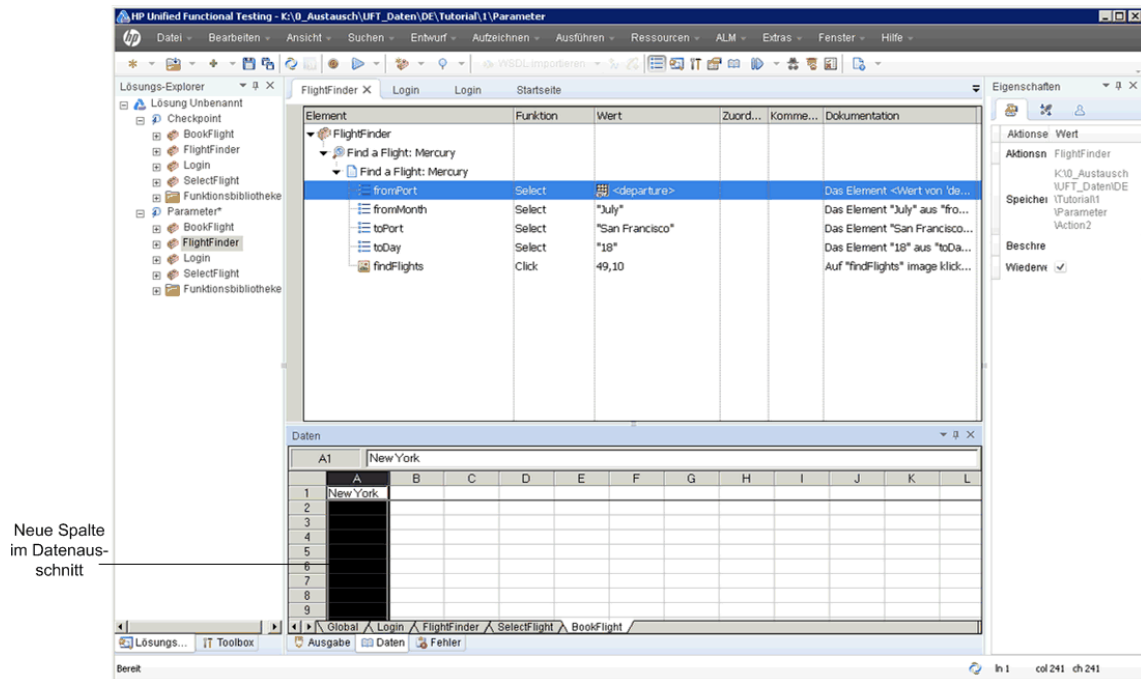 HP Unified Functional Testing - K:\0_Austausch\UFT_Daten\DE\Tutorial\1\Parameter
hp Datei Bearbeiten Ansicht Suchen Entwurf Aufzeichnen Ausführen Ressourcen ALM Extras Fenster Hilfe
WSDL importieren
Lösungs-Explorer
Lösung Unbenannt
Checkpoint
BookFlight
FlightFinder
Login
SelectFlight
Funktionsbibliotheke
Parameter*
BookFlight
FlightFinder
Login
SelectFlight
Funktionsbibliotheke
Lösungs... Toolbox
FlightFinder Login Login Startseite
Element Funktion Wert Zuord... Komme... Dokumentation
FlightFinder
Find a Flight: Mercury
Find a Flight: Mercury
fromPort Select <departure> Das Element <Wert von 'de...
fromMonth Select "July" Das Element "July" aus "fro...
toPort Select "San Francisco" Das Element "San Francisco...
toDay Select "18" Das Element "18" aus "toDa...
findFlights Click 49,10 Auf "findFlights" image klick...
Eigenschaften
Aktionse Wert
Aktionsn FlightFinder
Speicher K:\0_Austausch
\UFT_Daten\DE
\Tutorial\1
\Parameter
\Action2
Beschre
Wiederve
Daten
A1 New York
A B C D E F G H I J K L
1 New York
2
3
4
5
6
7
8
9
Global Login FlightFinder SelectFlight BookFlight
Ausgabe Daten Fehler
Neue Spalte
im Datenaus-
schnitt
Bereit ln 1 col 241 ch 241